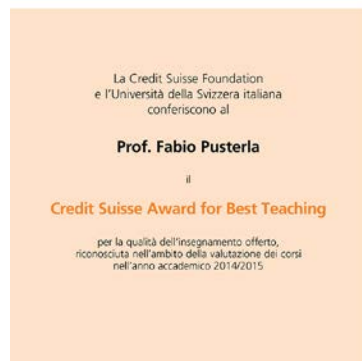 La Credit Suisse Foundation
e l'Università della Svizzera italiana
conferiscono al
Prof. Fabio Pusterla
il
Credit Suisse Award for Best Teaching
per la qualità dell'insegnamento offerto,
riconosciuta nell'ambito della valutazione dei corsi
nell'anno accademico 2014/2015